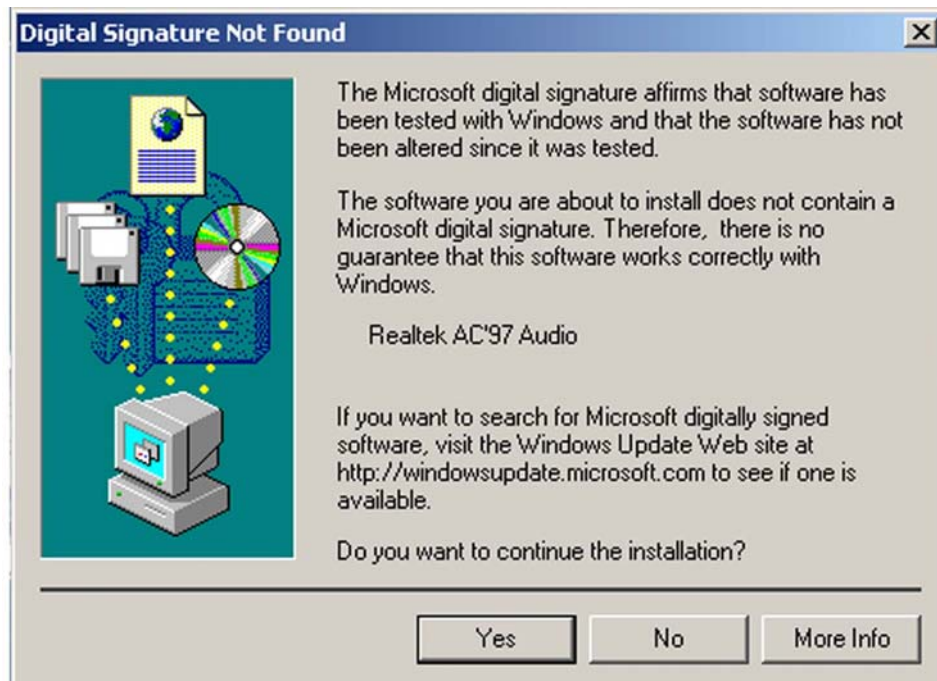 Digital Signature Not Found
The Microsoft digital signature affirms that software has
been tested with Windows and that the software has not
been altered since it was tested.
The software you are about to install does not contain a
Microsoft digital signature. Therefore,  there is no
guarantee that this software works correctly with
Windows.
Realtek AC'97 Audio
If you want to search for Microsoft digitally signed
software, visit the Windows Update Web site at
http://windowsupdate.microsoft.com to see if one is
available.
Do you want to continue the installation?
Yes No More Info